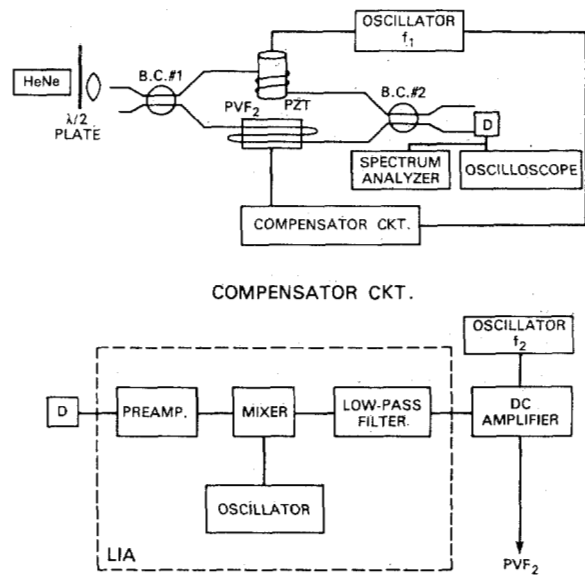 OSCILLATOR
f1
HeNe
B.C.#1
λ/2
PLATE
PVF2
PZT
B.C.#2
D
SPECTRUM
ANALYZER
OSCILLOSCOPE
COMPENSATOR CKT.
COMPENSATOR CKT.
OSCILLATOR
f2
D
PREAMP.
MIXER
LOW-PASS
FILTER.
DC
AMPLIFIER
OSCILLATOR
LIA
PVF2